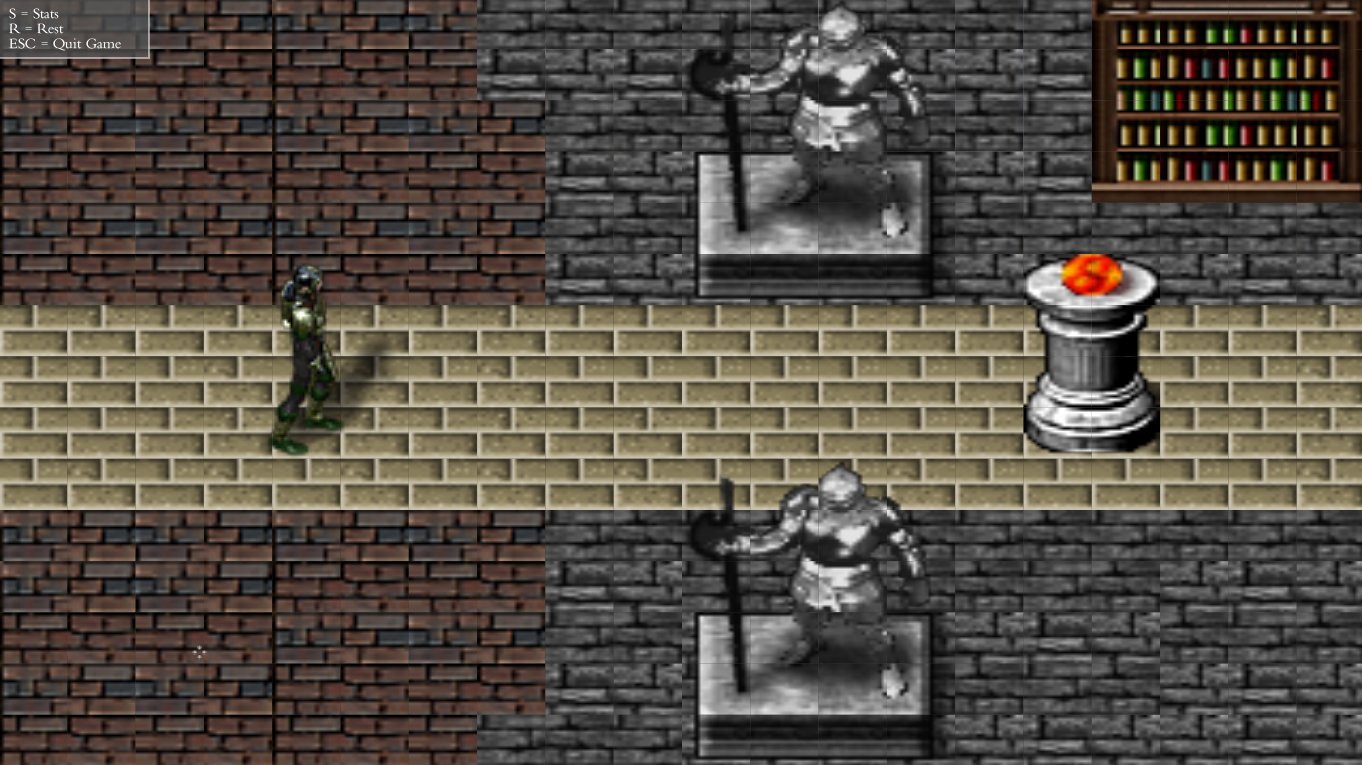 S = Stats
R = Rest
ESC = Quit Game